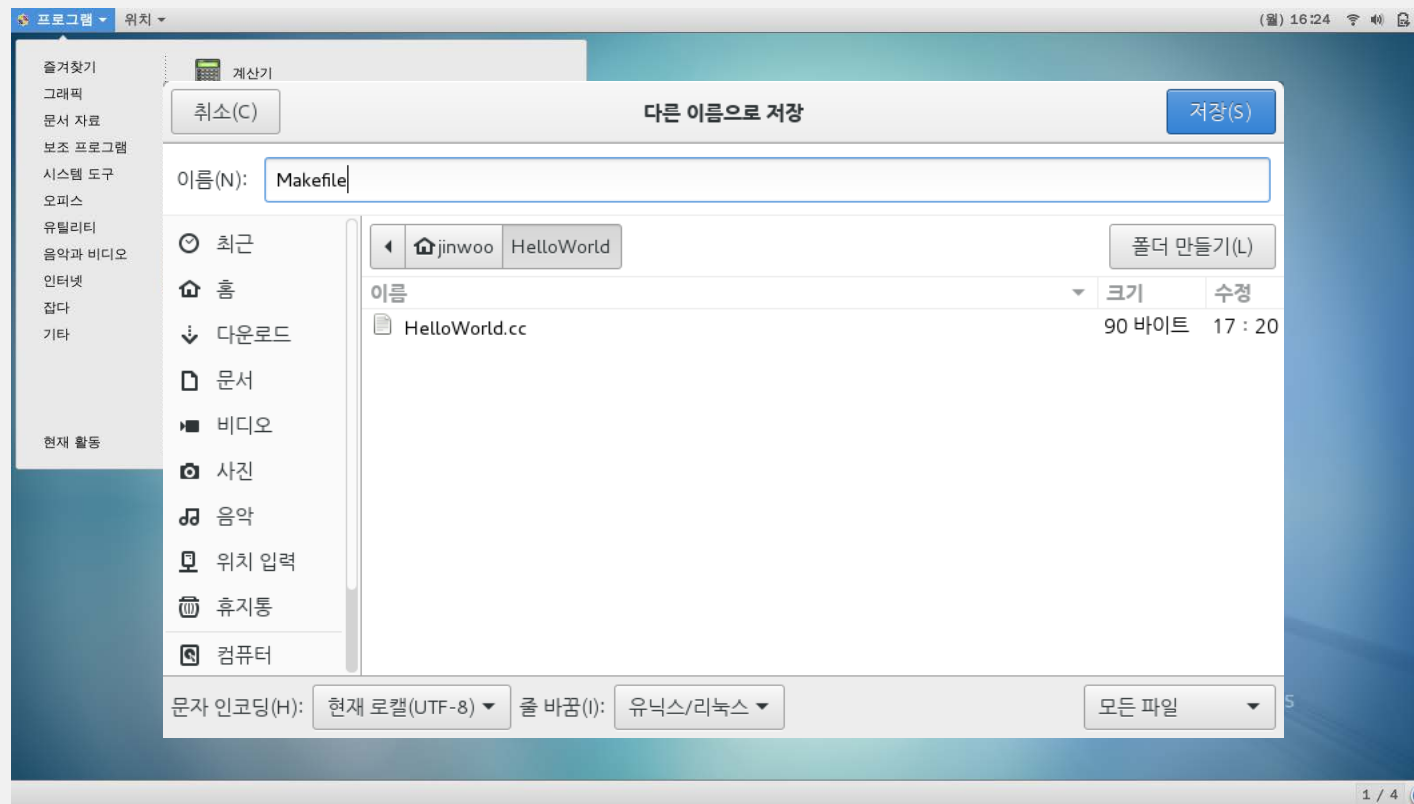 프로그램 위치 (월) 16:24
즐겨찾기
그래픽
문서 자료
보조 프로그램
시스템 도구
오피스
유틸리티
음악과 비디오
인터넷
잡다
기타
현재 활동
계산기
취소(C) 다른 이름으로 저장 저장(S)
이름(N): Makefile
최근
홈
다운로드
문서
비디오
사진
음악
위치 입력
휴지통
컴퓨터
jinwoo HelloWorld 폴더 만들기(L)
이름 크기 수정
HelloWorld.cc 90 바이트 17 : 20
문자 인코딩(H): 현재 로캘(UTF-8) 줄 바꿈(I): 유닉스/리눅스 모든 파일
S
1 / 4